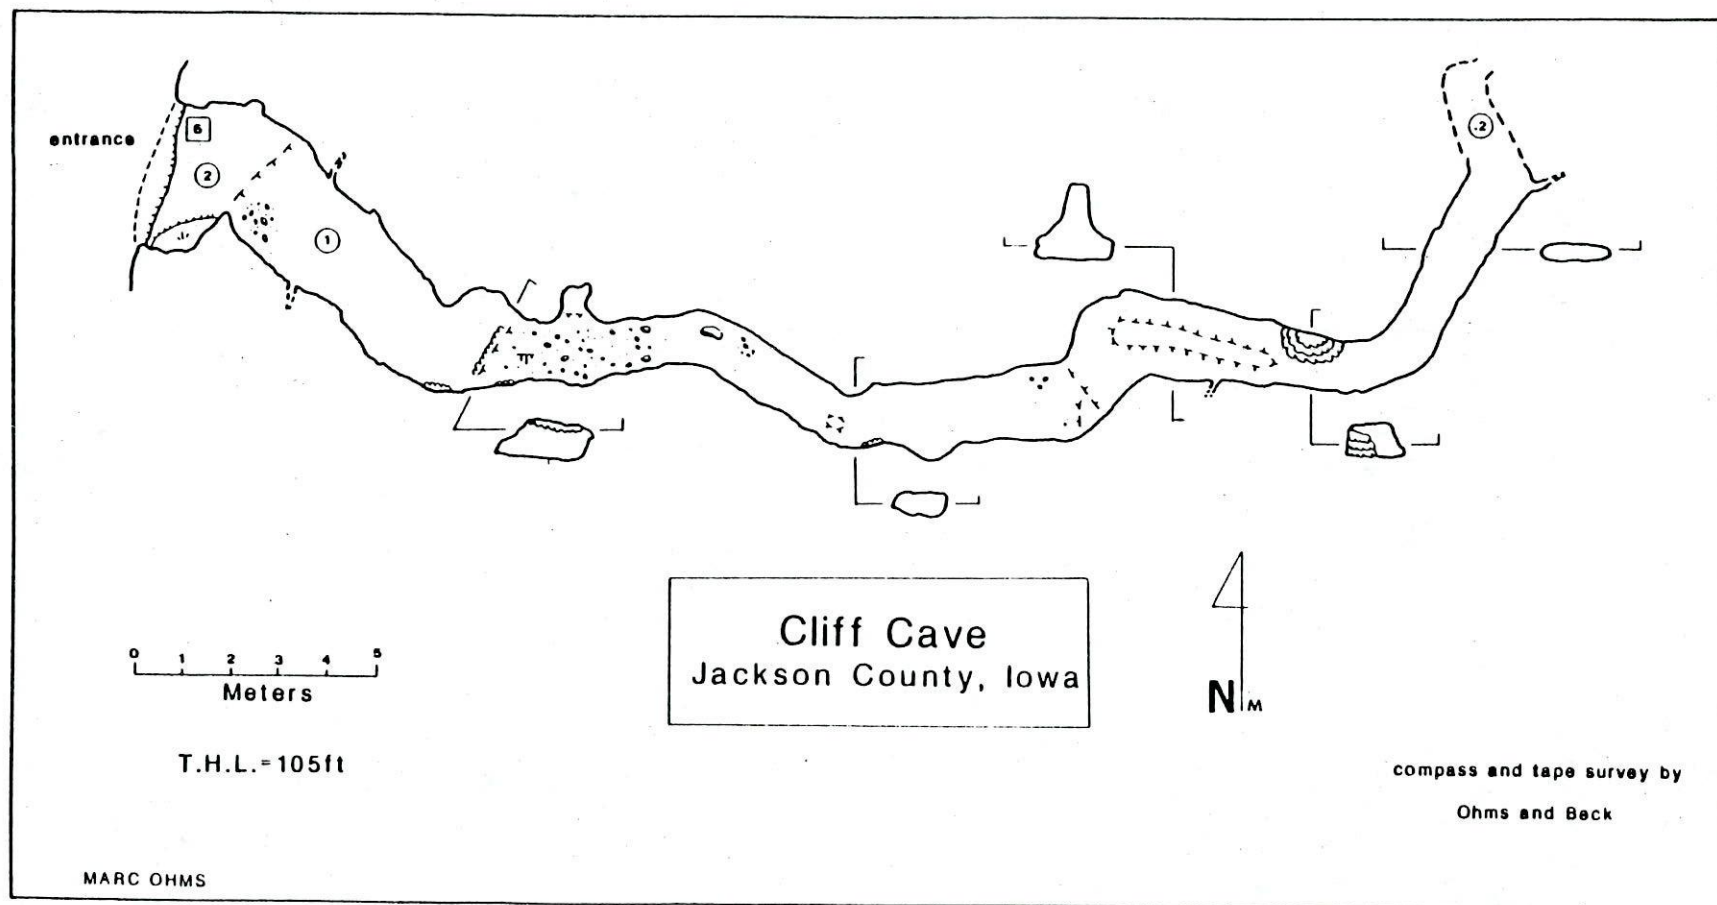 entrance
6
2
1
.2
Cliff Cave
Jackson County, Iowa
0 1 2 3 4 5
Meters
N M
T.H.L.=105ft
compass and tape survey by
Ohms and Beck
MARC OHMS